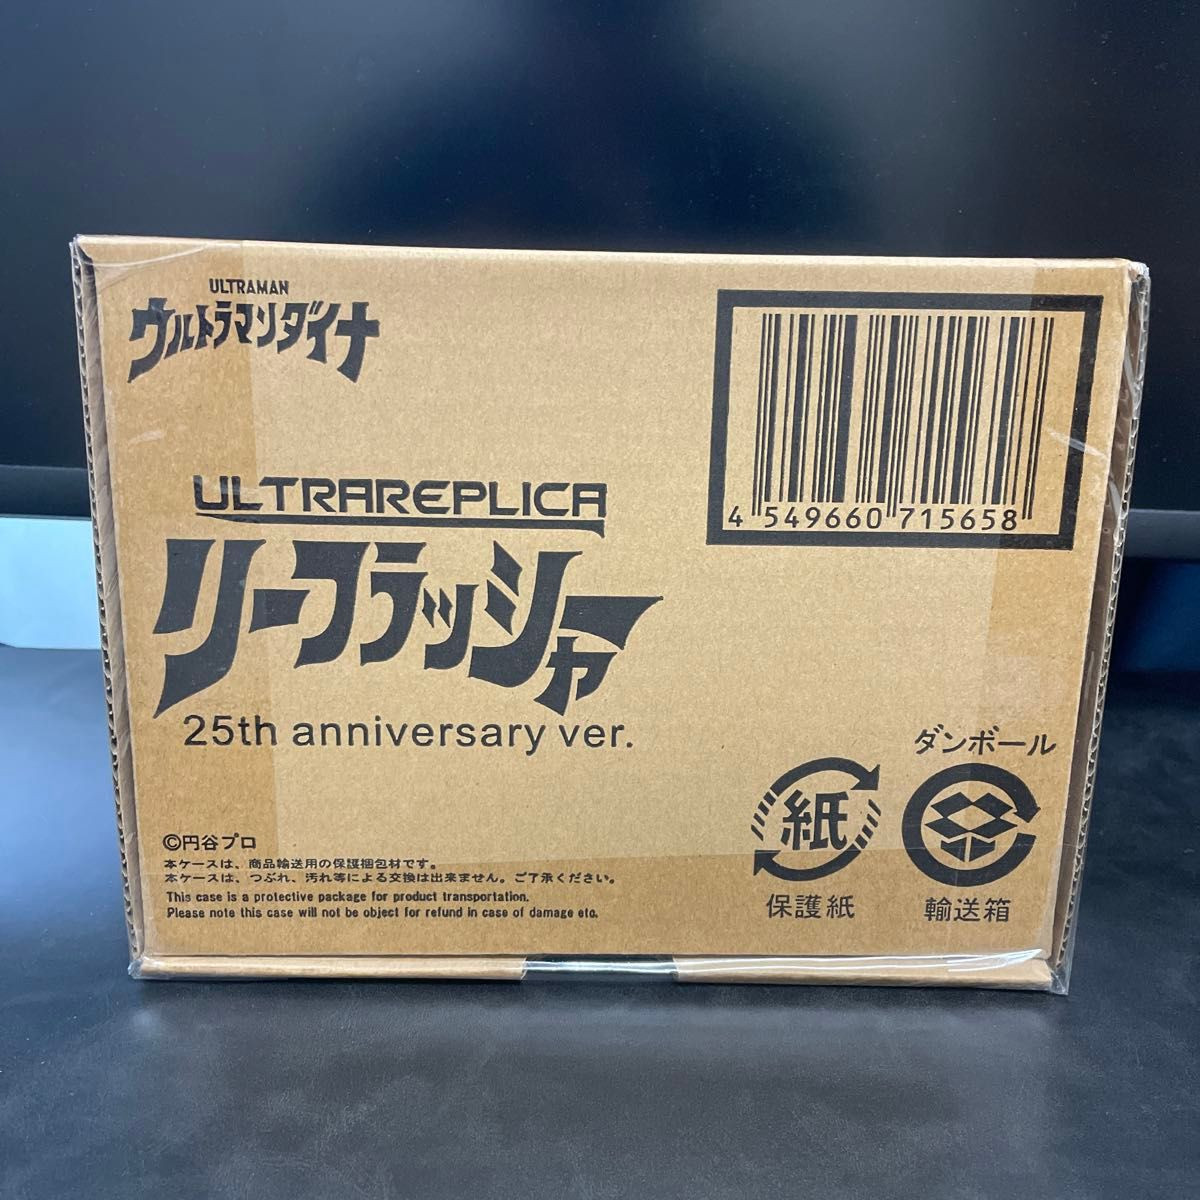 ULTRAMAN
ウルトラマンダイナ
4 549660 715658
ULTRAREPLICA
リーフラッシャー
25th anniversary ver.
ダンボール
紙
保護紙
輸送箱
©円谷プロ
本ケースは、商品輸送用の保護梱包材です。
本ケースは、つぶれ、汚れ等による交換は出来ません。ご了承ください。
This case is a protective package for product transportation.
Please note this case will not be object for refund in case of damage etc.